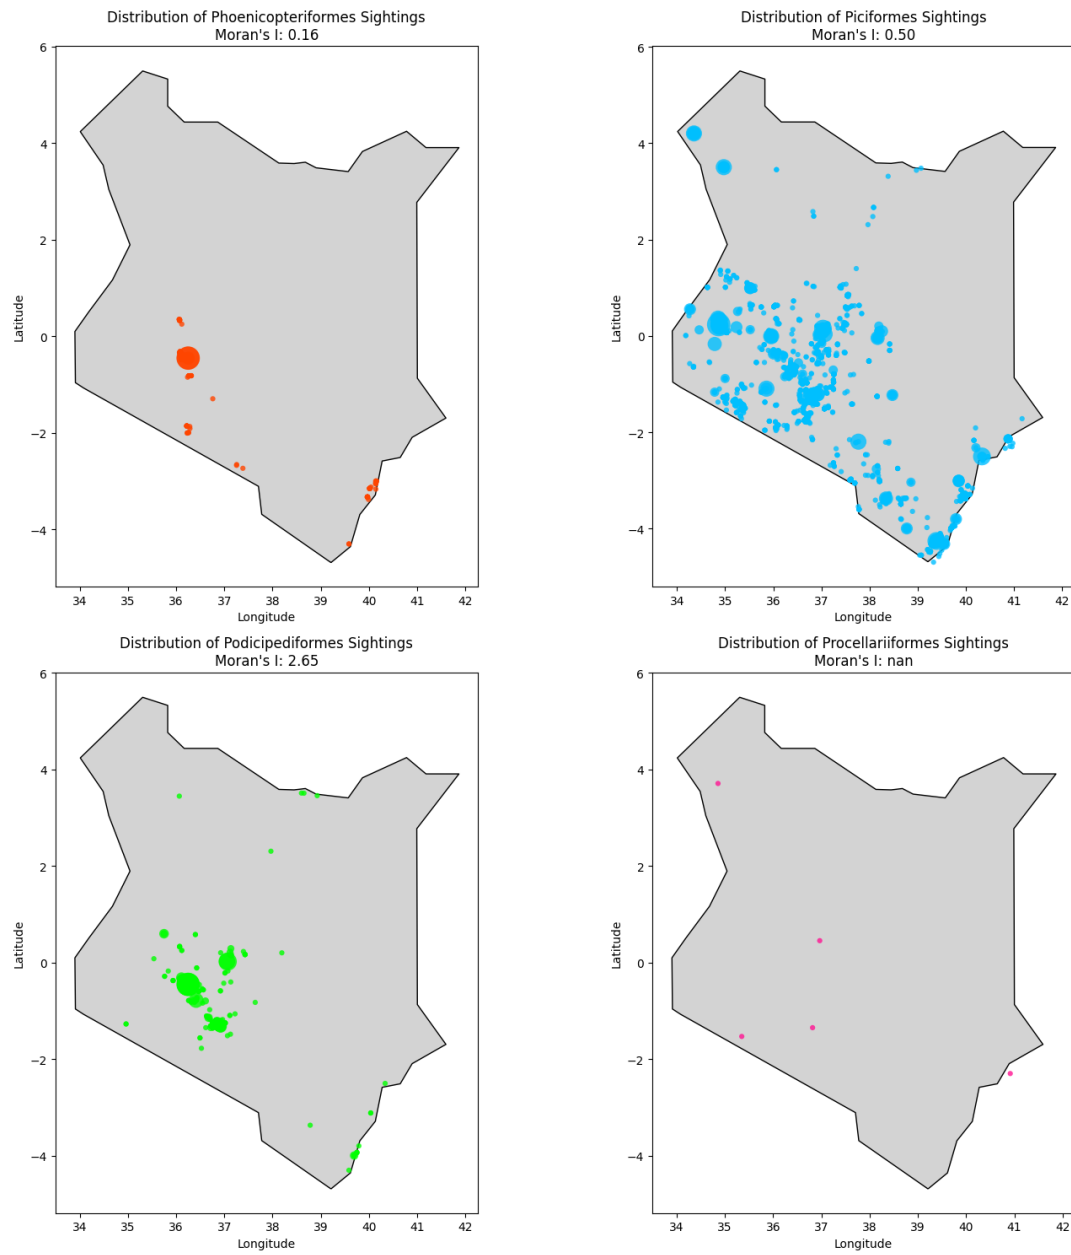 Distribution of Phoenicopteriformes Sightings
Moran's I: 0.16
6
4
2
0
−2
−4
Latitude
34 35 36 37 38 39 40 41 42
Longitude
Distribution of Piciformes Sightings
Moran's I: 0.50
6
4
2
0
−2
−4
Latitude
34 35 36 37 38 39 40 41 42
Longitude
Distribution of Podicipediformes Sightings
Moran's I: 2.65
6
4
2
0
−2
−4
Latitude
34 35 36 37 38 39 40 41 42
Longitude
Distribution of Procellariiformes Sightings
Moran's I: nan
6
4
2
0
−2
−4
Latitude
34 35 36 37 38 39 40 41 42
Longitude